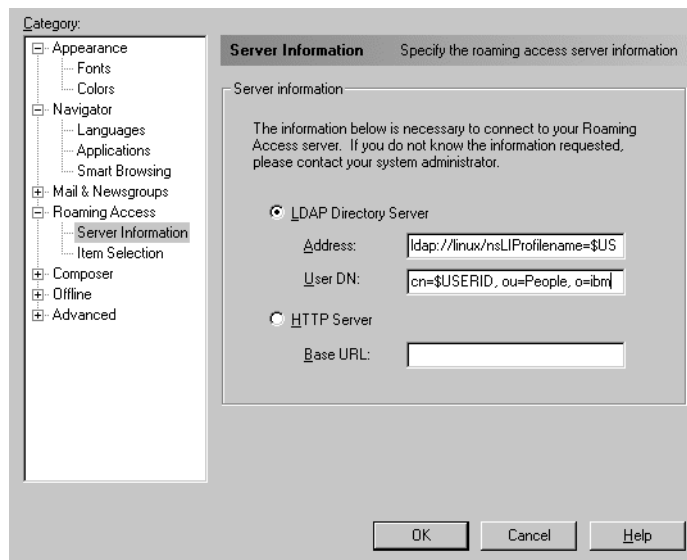 Category:
Appearance
Fonts
Colors
Navigator
Languages
Applications
Smart Browsing
Mail & Newsgroups
Roaming Access
Server Information
Item Selection
Composer
Offline
Advanced
Server Information Specify the roaming access server information
Server information
The information below is necessary to connect to your Roaming
Access server. If you do not know the information requested,
please contact your system administrator.
LDAP Directory Server
Address: ldap://linux/nsLIProfilename=$US
User DN: cn=$USERID, ou=People, o=ibm
HTTP Server
Base URL:
OK Cancel Help